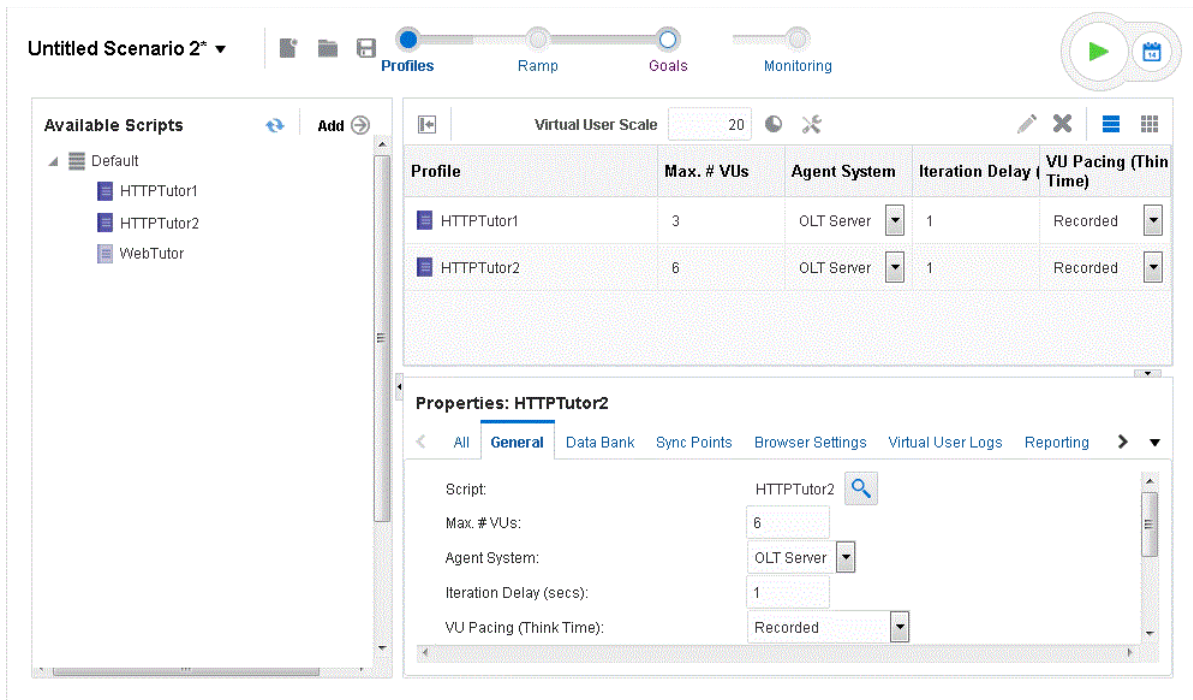 Untitled Scenario 2*
Profiles
Ramp
Goals
Monitoring
14
Available Scripts
Add
Default
HTTPTutor1
HTTPTutor2
WebTutor
Virtual User Scale 20
Profile Max. # VUs Agent System Iteration Delay ( VU Pacing (Thin
Time)
HTTPTutor1 3 OLT Server 1 Recorded
HTTPTutor2 6 OLT Server 1 Recorded
Properties: HTTPTutor2
All General Data Bank Sync Points Browser Settings Virtual User Logs Reporting
Script: HTTPTutor2
Max. # VUs: 6
Agent System: OLT Server
Iteration Delay (secs): 1
VU Pacing (Think Time): Recorded